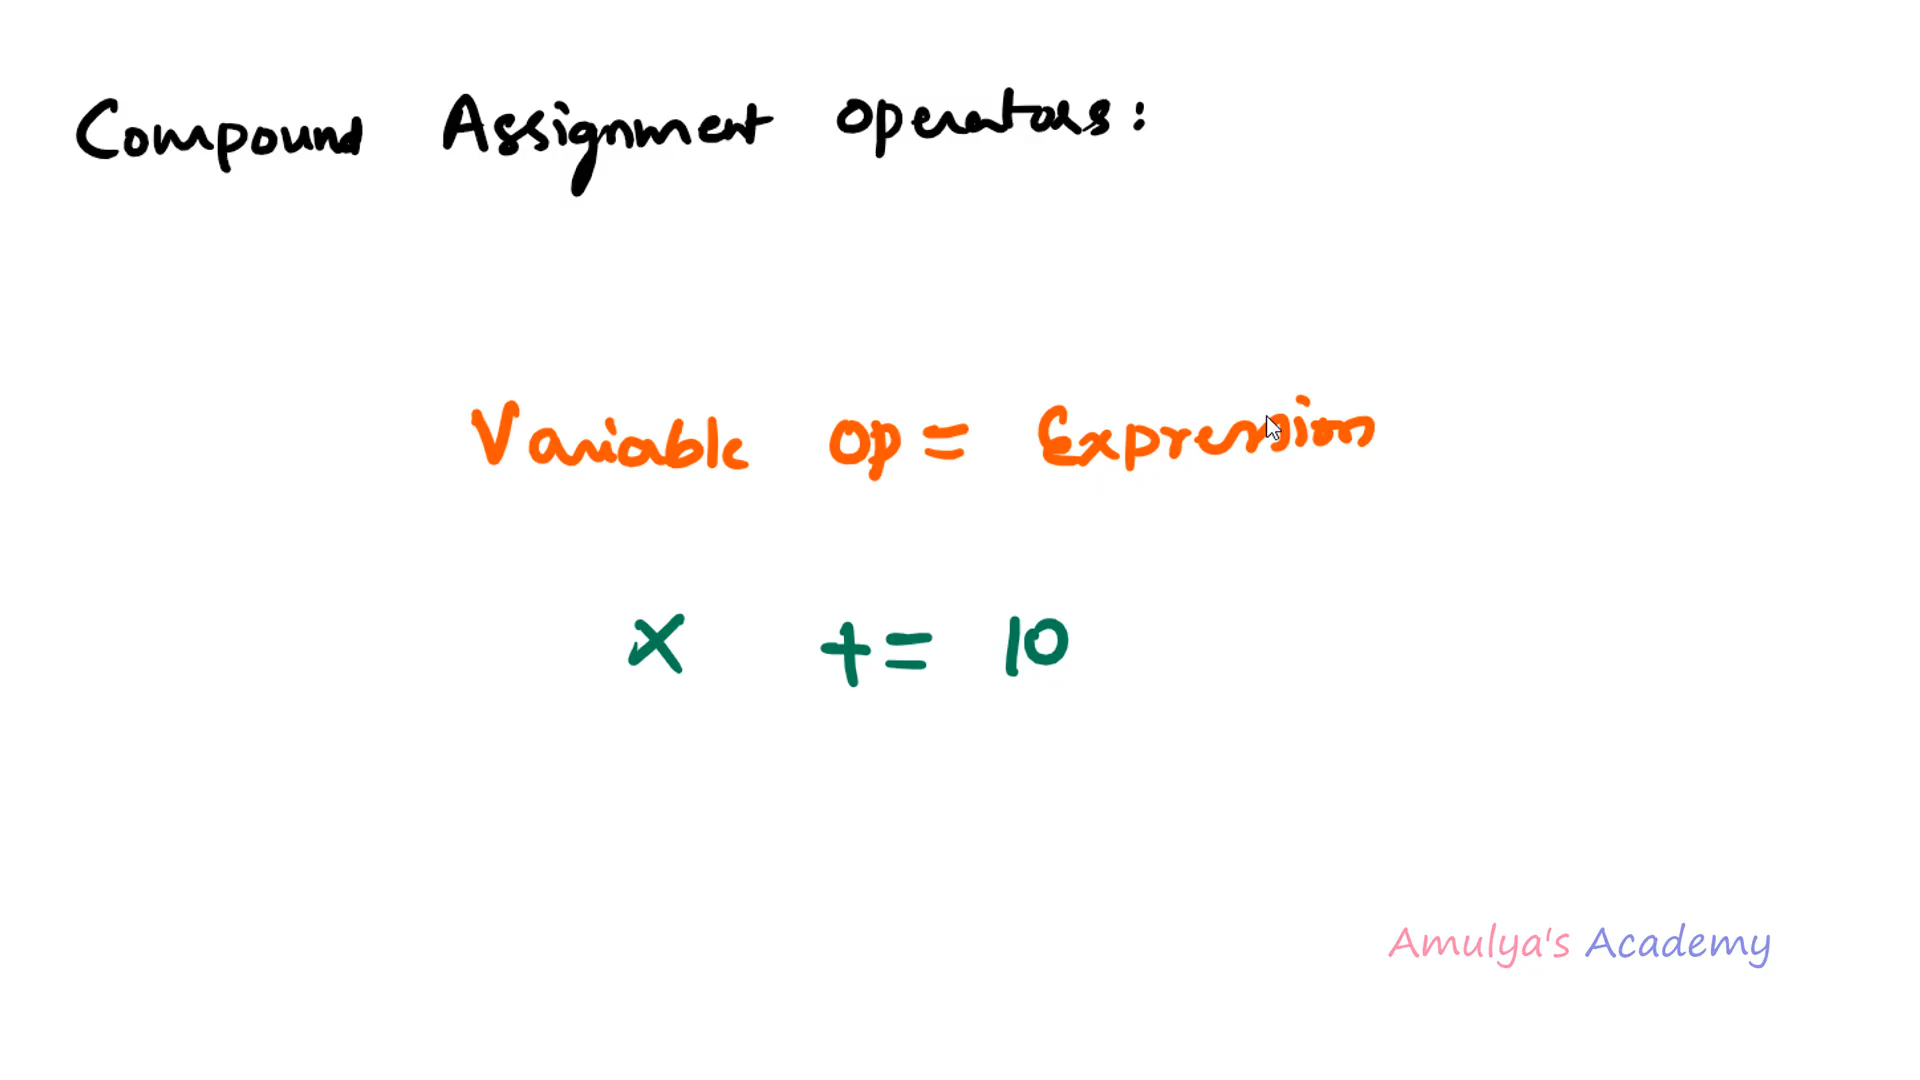 Compound Assignment Operators:
Variable op= Expression
x += 10
Amulya's Academy